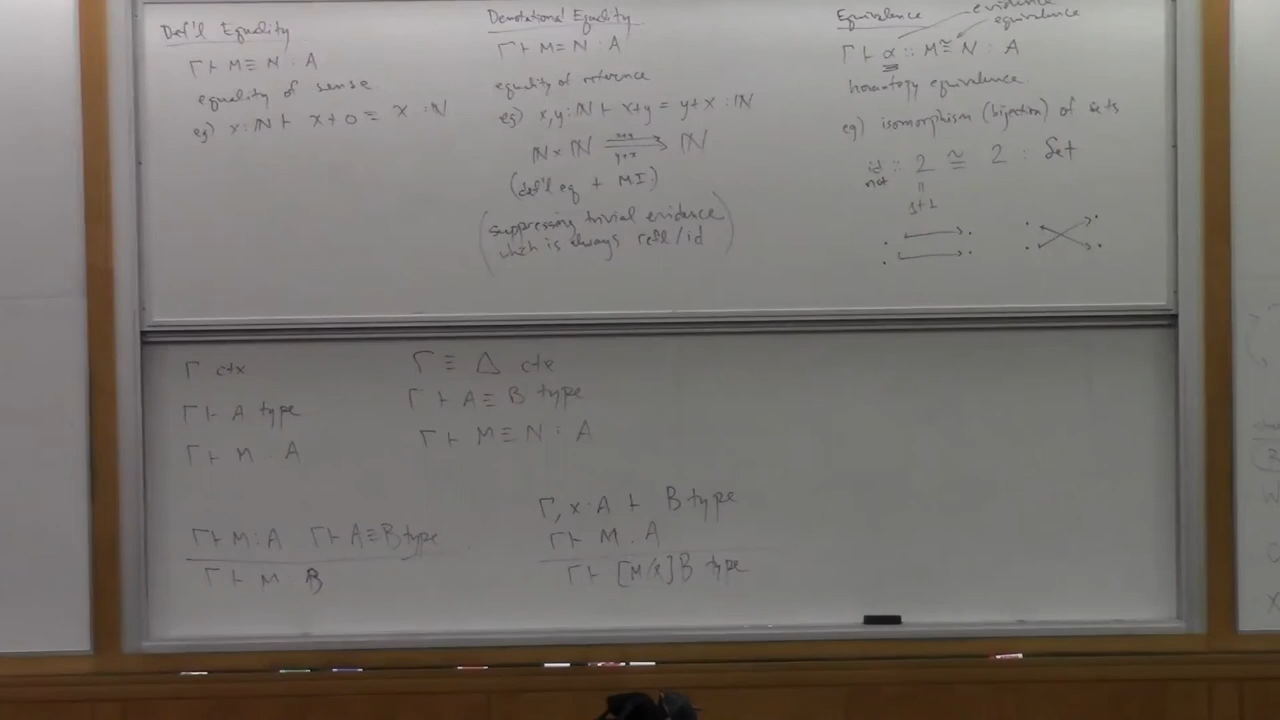 Def'l Equality
Γ ⊢ M ≡ N : A
equality of sense
eg) x:ℕ ⊢ x+0 ≡ x : ℕ
Denotational Equality
Γ ⊢ M = N : A
equality of reference
eg) x,y:ℕ ⊢ x+y = y+x : ℕ
x+y
ℕ × ℕ ⇉ ℕ
y+x
(def'l eq + MI)
(suppressing trivial evidence
which is always refl/id)
Equivalence
evidence
equivalence
Γ ⊢ α :: M ≅ N : A
homotopy equivalence
eg) isomorphism (bijection) of sets
id :: 2 ≅ 2 : Set
not
=
1+1
Γ ctx
Γ ⊢ A type
Γ ⊢ M : A
Γ ≡ Δ ctx
Γ ⊢ A ≡ B type
Γ ⊢ M ≡ N : A
Γ ⊢ M : A Γ ⊢ A ≡ B type
Γ ⊢ M B
Γ, x:A ⊢ B type
Γ ⊢ M : A
Γ ⊢ [M/x]B type